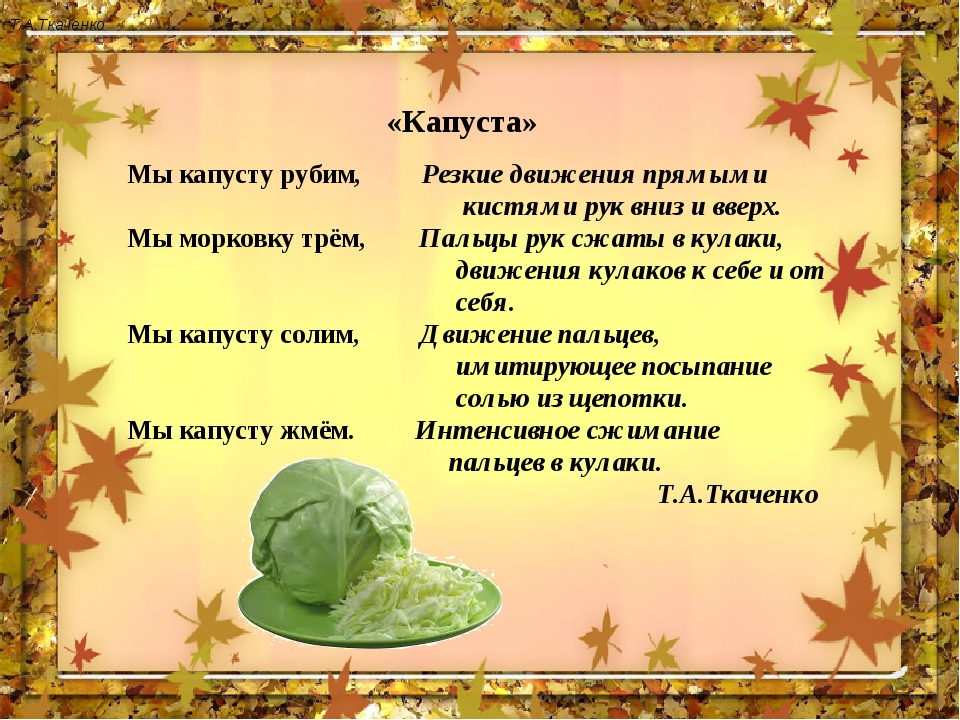 Т.А.Ткаченко
«Капуста»
Мы капусту рубим, Резкие движения прямыми
кистями рук вниз и вверх.
Мы морковку трём, Пальцы рук сжаты в кулаки,
движения кулаков к себе и от
себя.
Мы капусту солим, Движение пальцев,
имитирующее посыпание
солью из щепотки.
Мы капусту жмём. Интенсивное сжимание
пальцев в кулаки.
Т.А.Ткаченко